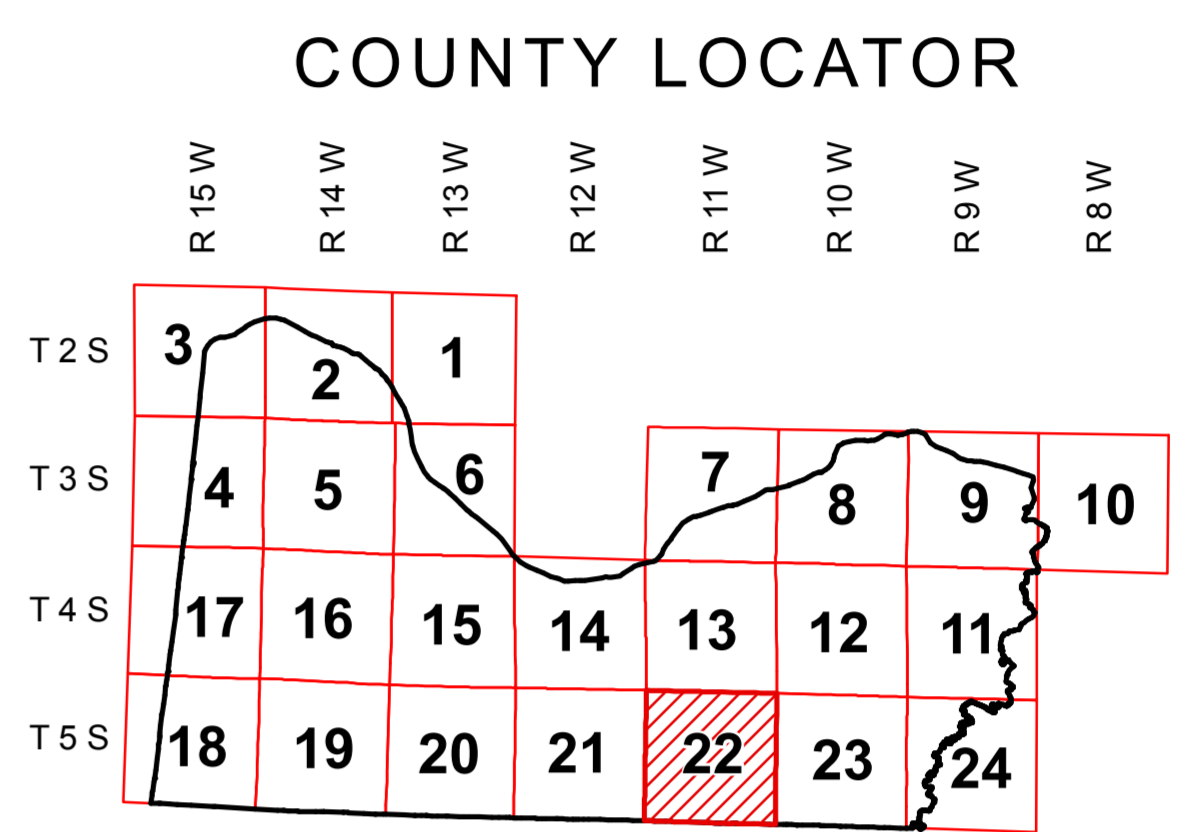 COUNTY LOCATOR
R 15 W R 14 W R 13 W R 12 W R 11 W R 10 W R 9 W R 8 W
T 2 S 3 2 1
T 3 S 4 5 6 7 8 9 10
T 4 S 17 16 15 14 13 12 11
T 5 S 18 19 20 21 22 23 24